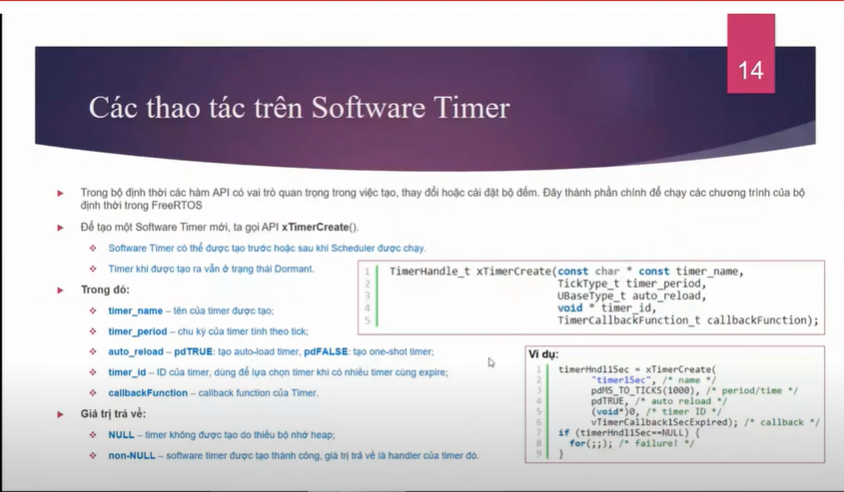 14
Các thao tác trên Software Timer
Trong bộ định thời các hàm API có vai trò quan trọng trong việc tạo, thay đổi hoặc cài đặt bộ đếm. Đây thành phần chính để chạy các chương trình của bộ
định thời trong FreeRTOS
Để tạo một Software Timer mới, ta gọi API xTimerCreate().
Software Timer có thể được tạo trước hoặc sau khi Scheduler được chạy.
Timer khi được tạo ra vẫn ở trạng thái Dormant.
1 TimerHandle_t xTimerCreate(const char * const timer_name,
2 TickType_t timer_period,
3 UBaseType_t auto_reload,
4 void * timer_id,
5 TimerCallbackFunction_t callbackFunction);
Trong đó:
timer_name – tên của timer được tạo;
timer_period – chu kỳ của timer tính theo tick;
auto_reload – pdTRUE: tạo auto-load timer, pdFALSE: tạo one-shot timer;
timer_id – ID của timer, dùng để lựa chọn timer khi có nhiều timer cùng expire;
callbackFunction – callback function của Timer.
Giá trị trả về:
NULL – timer không được tạo do thiếu bộ nhớ heap;
non-NULL – software timer được tạo thành công, giá trị trả về là handler của timer đó.
Ví dụ:
1 timerHndl1Sec = xTimerCreate(
2 "timer1Sec", /* name */
3 pdMS_TO_TICKS(1000), /* period/time */
4 pdTRUE, /* auto reload */
5 (void*)0, /* timer ID */
6 vTimerCallback1SecExpired); /* callback */
7 if (timerHndl1Sec==NULL) {
8 for(;;); /* failure! */
9 }